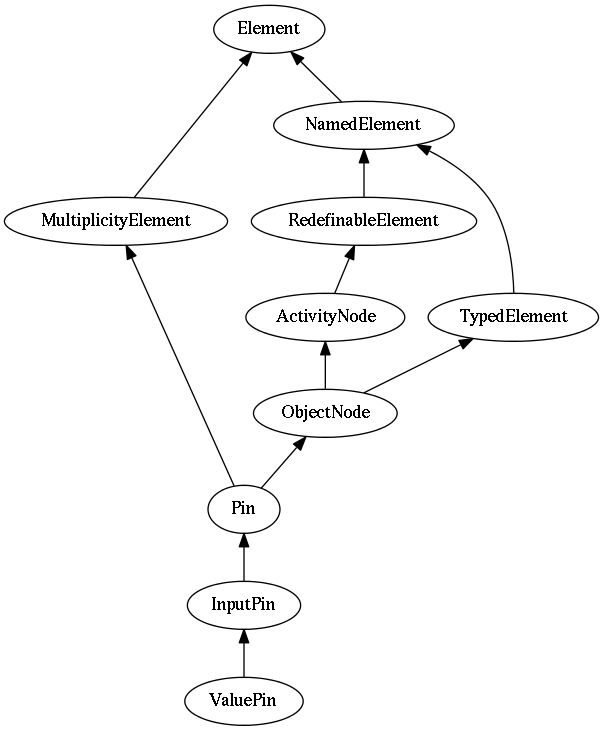 Element
NamedElement
MultiplicityElement
RedefinableElement
ActivityNode
TypedElement
ObjectNode
Pin
InputPin
ValuePin